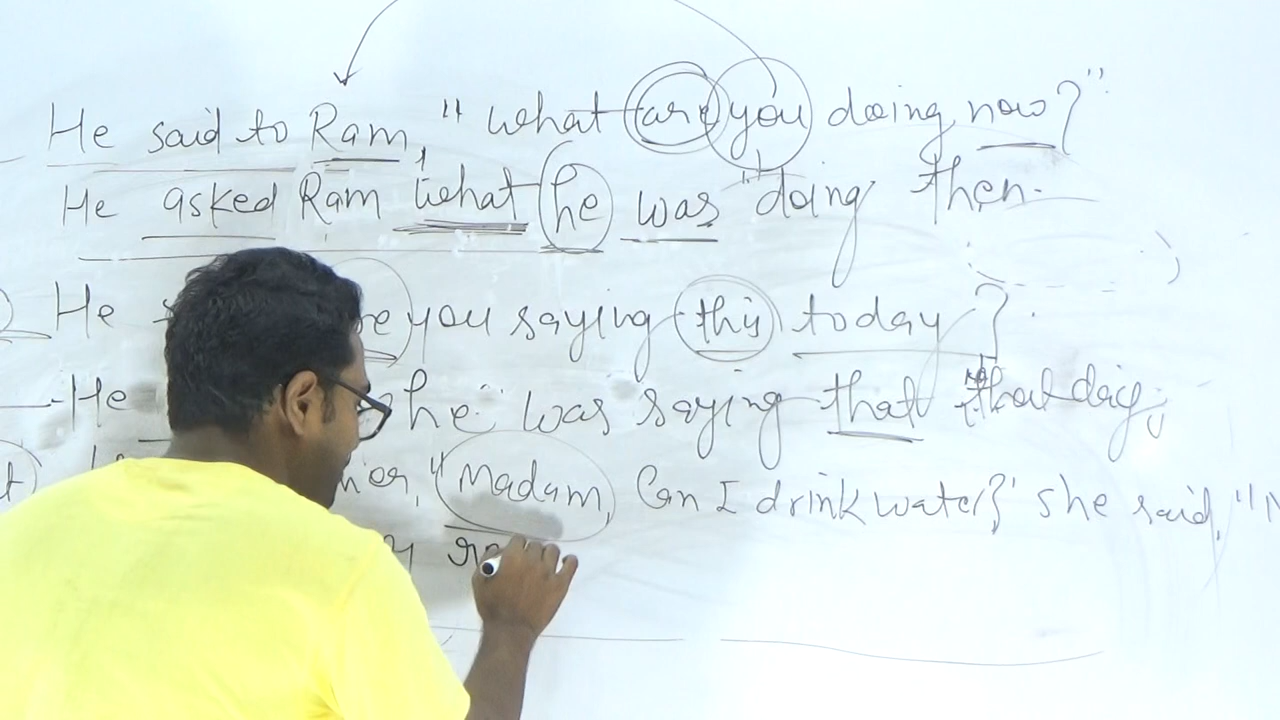 He said to Ram, "what are you doing now?"
He asked Ram what he was doing then.
He you saying this today?
He he was saying that that day,
"Madam, Can I drink water?" she said, "N